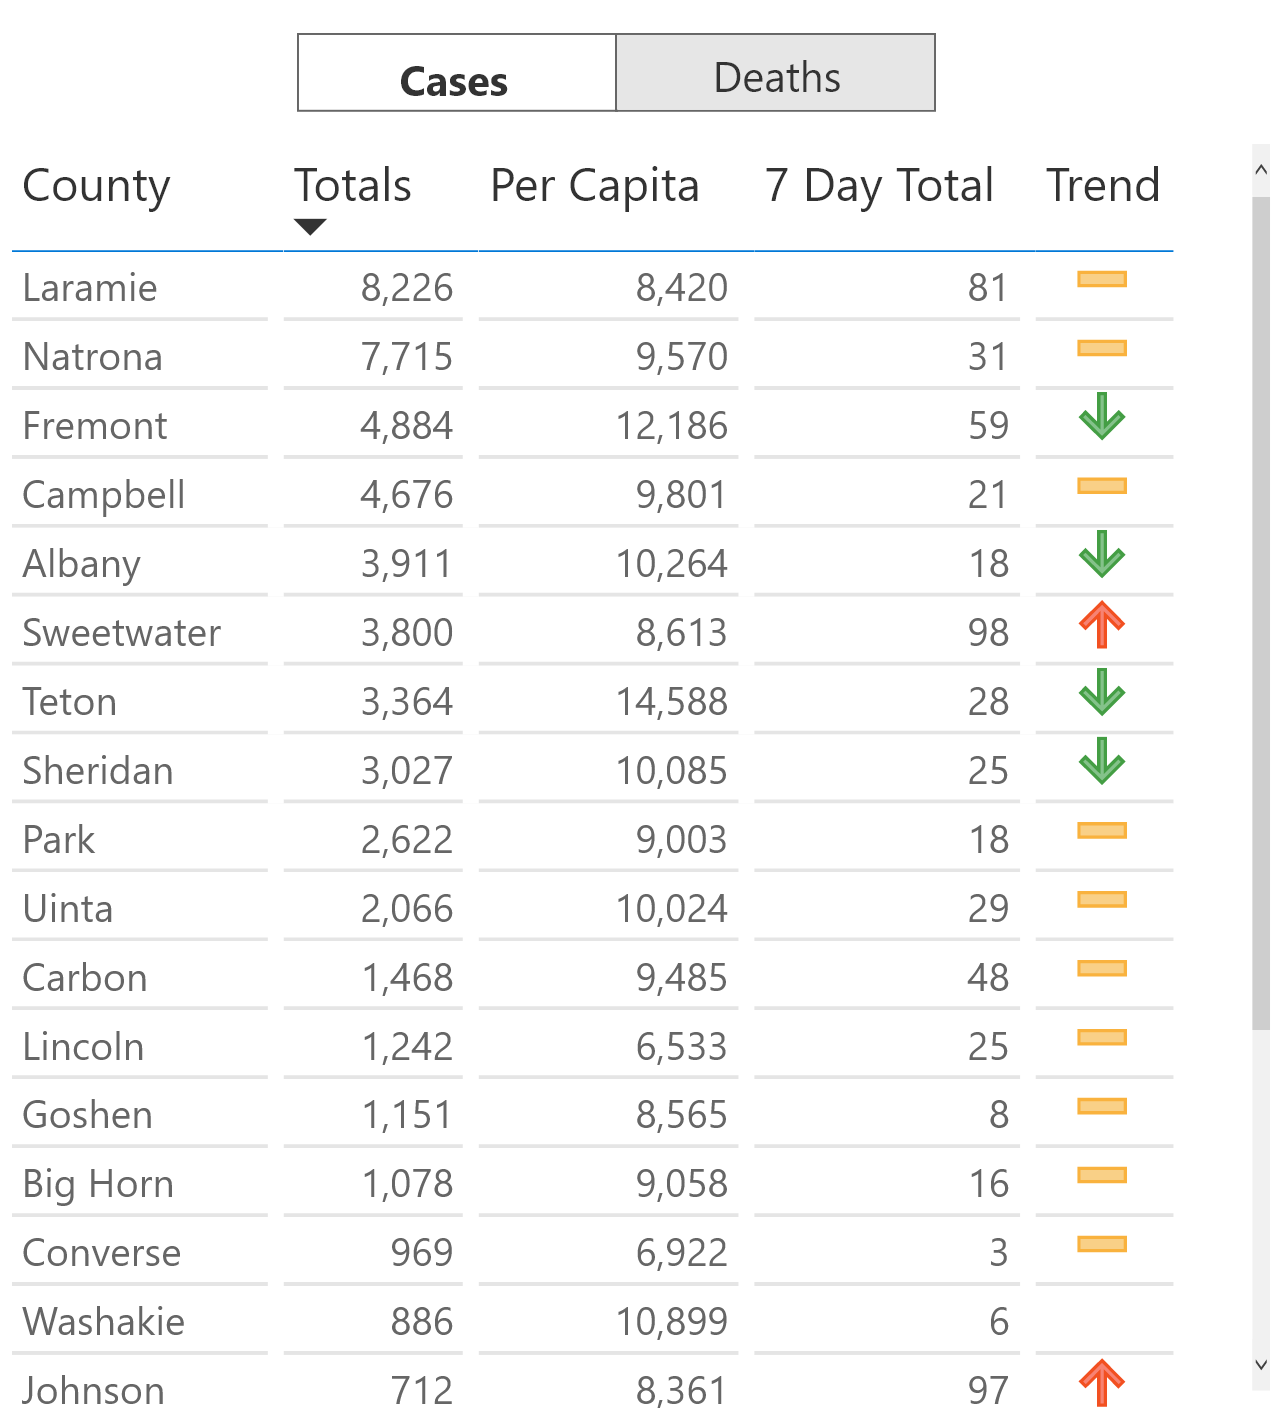 Cases Deaths
County Totals Per Capita 7 Day Total Trend
Laramie 8,226 8,420 81
Natrona 7,715 9,570 31
Fremont 4,884 12,186 59
Campbell 4,676 9,801 21
Albany 3,911 10,264 18
Sweetwater 3,800 8,613 98
Teton 3,364 14,588 28
Sheridan 3,027 10,085 25
Park 2,622 9,003 18
Uinta 2,066 10,024 29
Carbon 1,468 9,485 48
Lincoln 1,242 6,533 25
Goshen 1,151 8,565 8
Big Horn 1,078 9,058 16
Converse 969 6,922 3
Washakie 886 10,899 6
Johnson 712 8,361 97